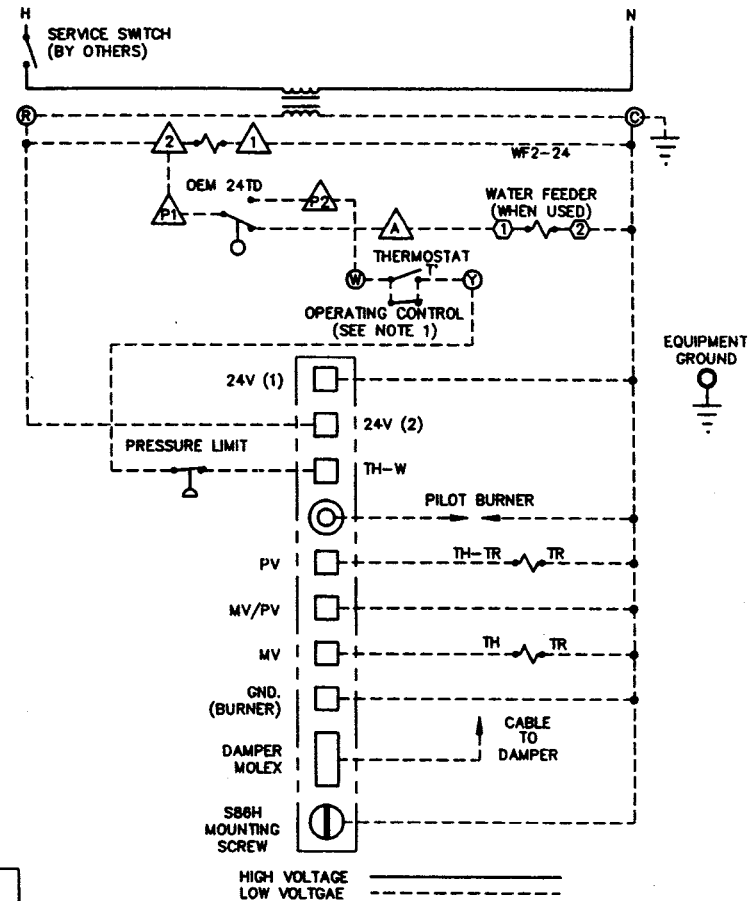 H
N
SERVICE SWITCH
(BY OTHERS)
R
C
2
1
WF2-24
OEM 24TD
P1
P2
A
WATER FEEDER
(WHEN USED)
1
2
THERMOSTAT
T
W
Y
OPERATING CONTROL
(SEE NOTE 1)
EQUIPMENT
GROUND
24V (1)
24V (2)
PRESSURE LIMIT
TH-W
PILOT BURNER
PV
TH-TR
TR
MV/PV
MV
TH
TR
GND.
(BURNER)
CABLE
TO
DAMPER
DAMPER
MOLEX
S86H
MOUNTING
SCREW
HIGH VOLTAGE
LOW VOLTGAE